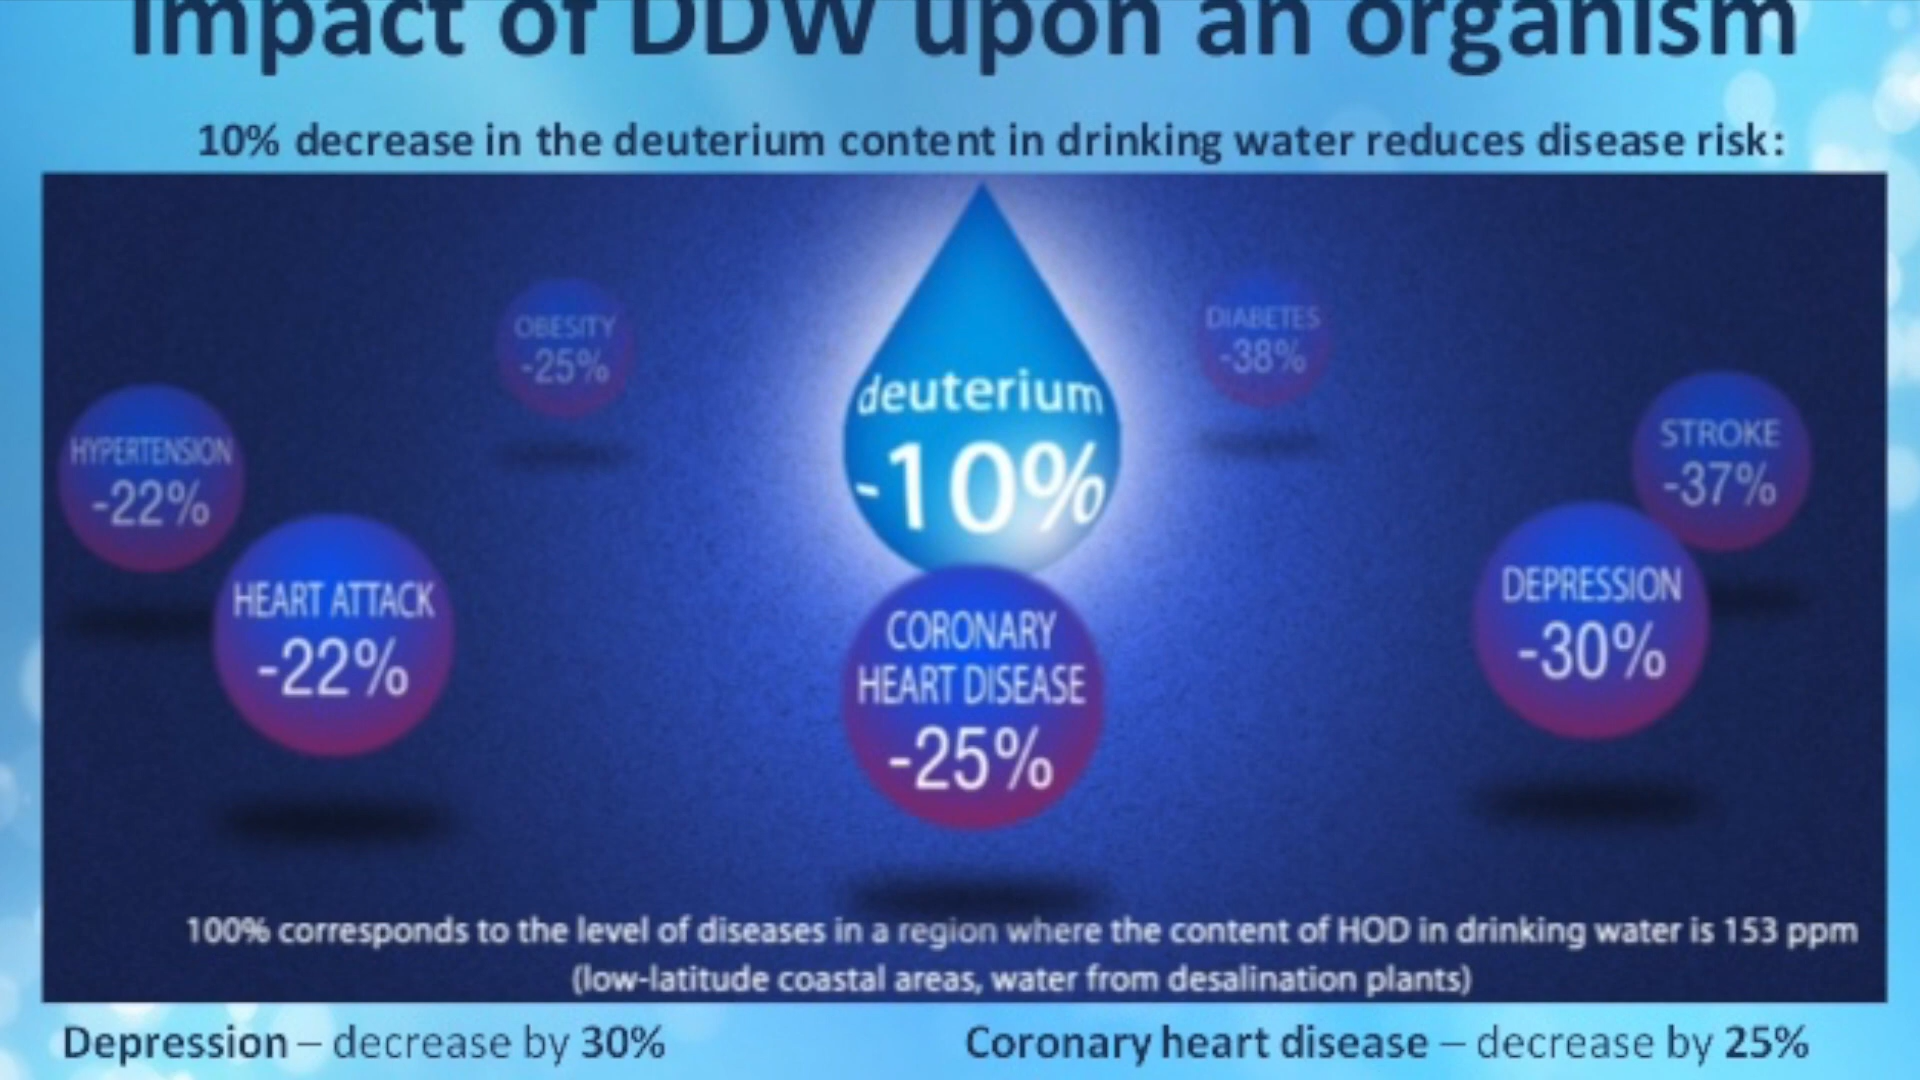 Impact of DDW upon an organism
10% decrease in the deuterium content in drinking water reduces disease risk:
OBESITY
-25%
DIABETES
-38%
deuterium
-10%
HYPERTENSION
-22%
STROKE
-37%
HEART ATTACK
-22%
DEPRESSION
-30%
CORONARY
HEART DISEASE
-25%
100% corresponds to the level of diseases in a region where the content of HOD in drinking water is 153 ppm
(low-latitude coastal areas, water from desalination plants)
Depression – decrease by 30%
Coronary heart disease – decrease by 25%